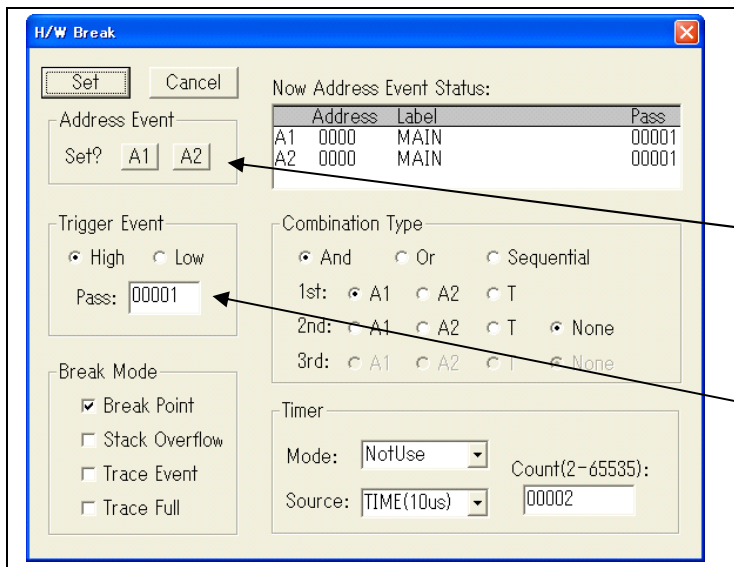 H/W Break
Set Cancel
Now Address Event Status:
Address Label Pass
A1 0000 MAIN 00001
A2 0000 MAIN 00001
Address Event
Set? A1 A2
Trigger Event
High Low
Pass: 00001
Combination Type
And Or Sequential
1st: A1 A2 T
2nd: A1 A2 T None
3rd: A1 A2 T None
Break Mode
Break Point
Stack Overflow
Trace Event
Trace Full
Timer
Mode: NotUse
Source: TIME(10us)
Count(2-65535):
00002